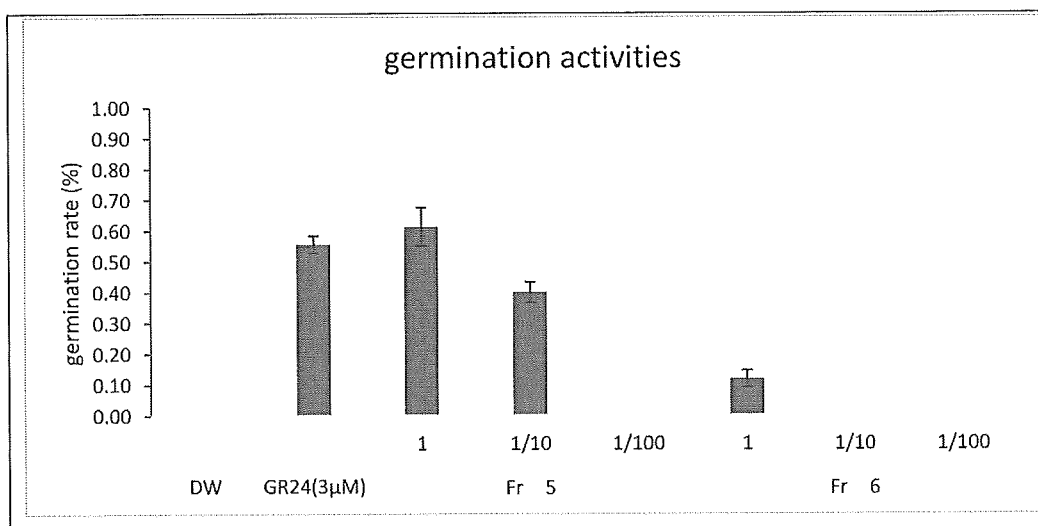 germination activities
1.00
0.90
0.80
0.70
0.60
0.50
0.40
0.30
0.20
0.10
0.00
germination rate (%)
1 1/10 1/100 1 1/10 1/100
DW GR24(3μM) Fr 5 Fr 6